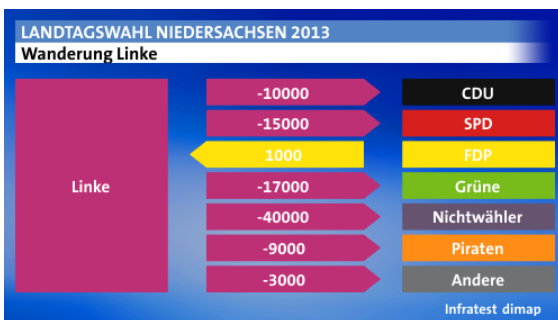 LANDTAGSWAHL NIEDERSACHSEN 2013
Wanderung Linke
Linke
-10000 CDU
-15000 SPD
1000 FDP
-17000 Grüne
-40000 Nichtwähler
-9000 Piraten
-3000 Andere
Infratest dimap